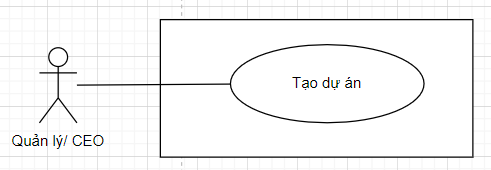 Tạo dự án
Quản lý/ CEO